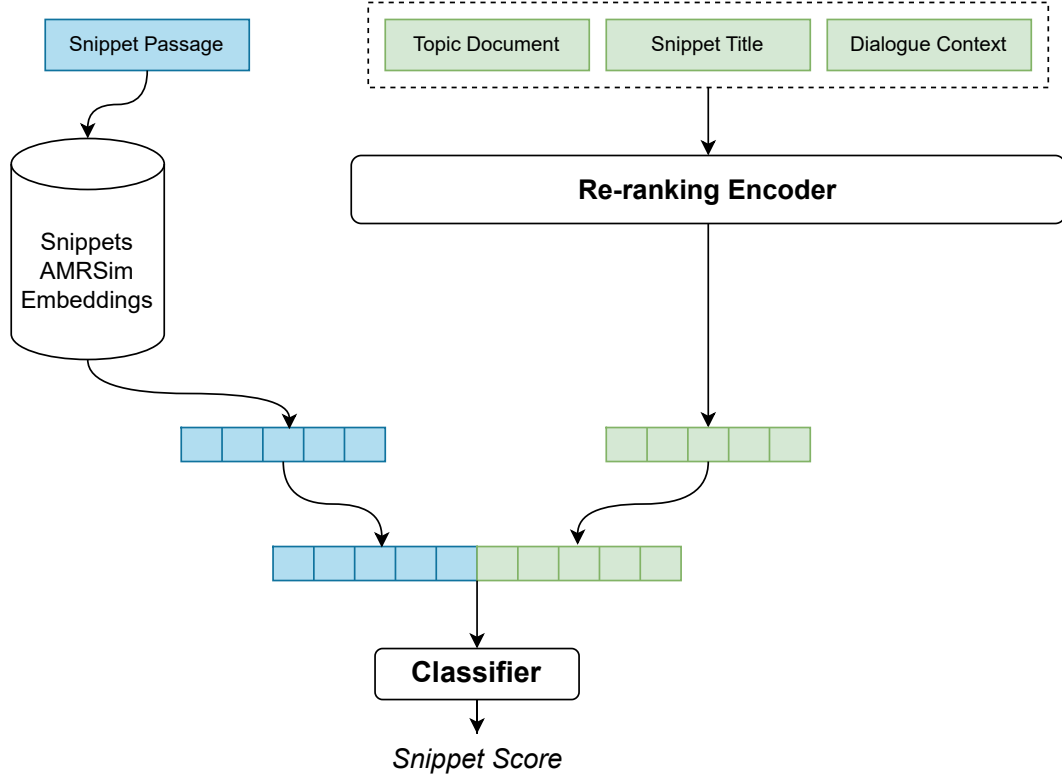 Snippet Passage
Topic Document
Snippet Title
Dialogue Context
Re-ranking Encoder
Snippets
AMRSim
Embeddings
Classifier
Snippet Score